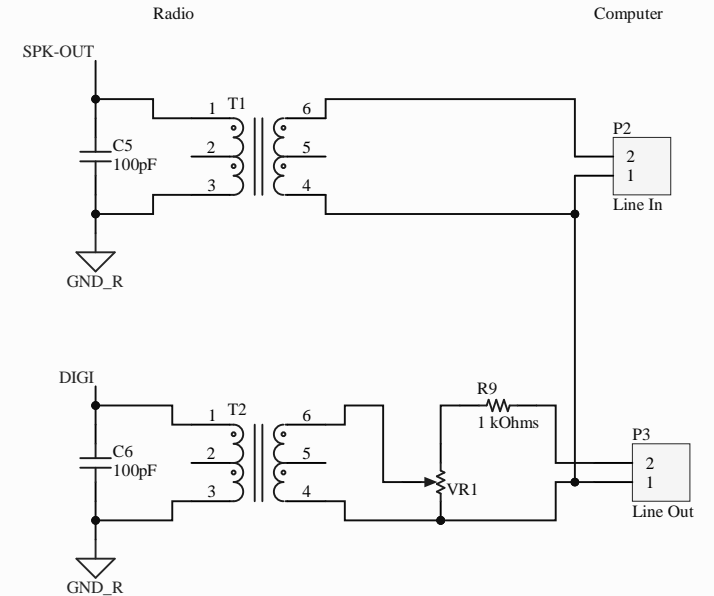 Radio
Computer
SPK-OUT
1
T1
6
P2
C5
100pF
2
5
2
1
3
4
Line In
GND_R
DIGI
R9
1
T2
6
1 kOhms
P3
C6
100pF
2
5
2
1
3
4
VR1
Line Out
GND_R